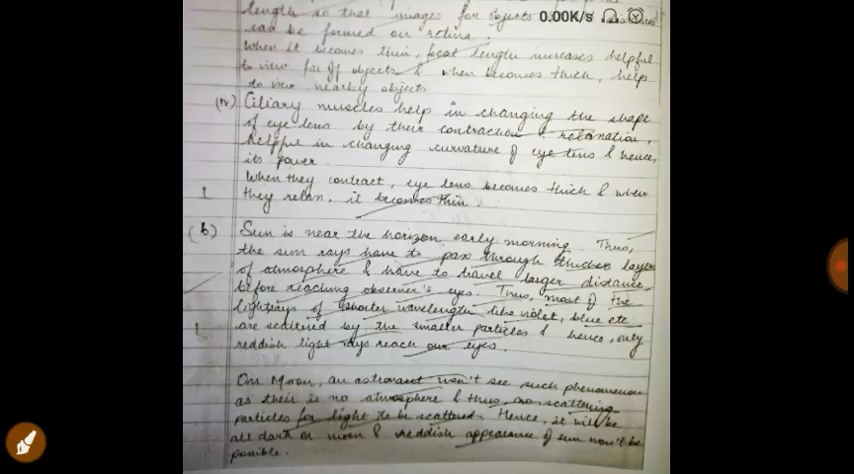 length so that images for objects
0.00K/s
can be formed on retina.
When it becomes thin, focal length increases helpful
to view far off objects & when becomes thick, help
to view nearby objects
(iv) Ciliary muscles help in changing the shape
of eye lens by their contraction & relaxation,
helpful in changing curvature of eye lens & hence,
its power.
When they contract, eye lens becomes thick & when
1 they relax, it becomes thin.
(b) Sun is near the horizon early morning. Thus,
the sun rays have to pass through thicker layers
of atmosphere & have to travel larger distance
before reaching observer's eyes. Thus, most of the
light rays of shorter wavelength like violet, blue etc.
1 are scattered by the smaller particles & hence, only
reddish light rays reach our eyes.
On Moon, an astronaut won't see such phenomenon
as their is no atmosphere & thus no scattering
particles for light to be scattered. Hence, it will be
all dark on moon & reddish appearance of sun won't be
possible.